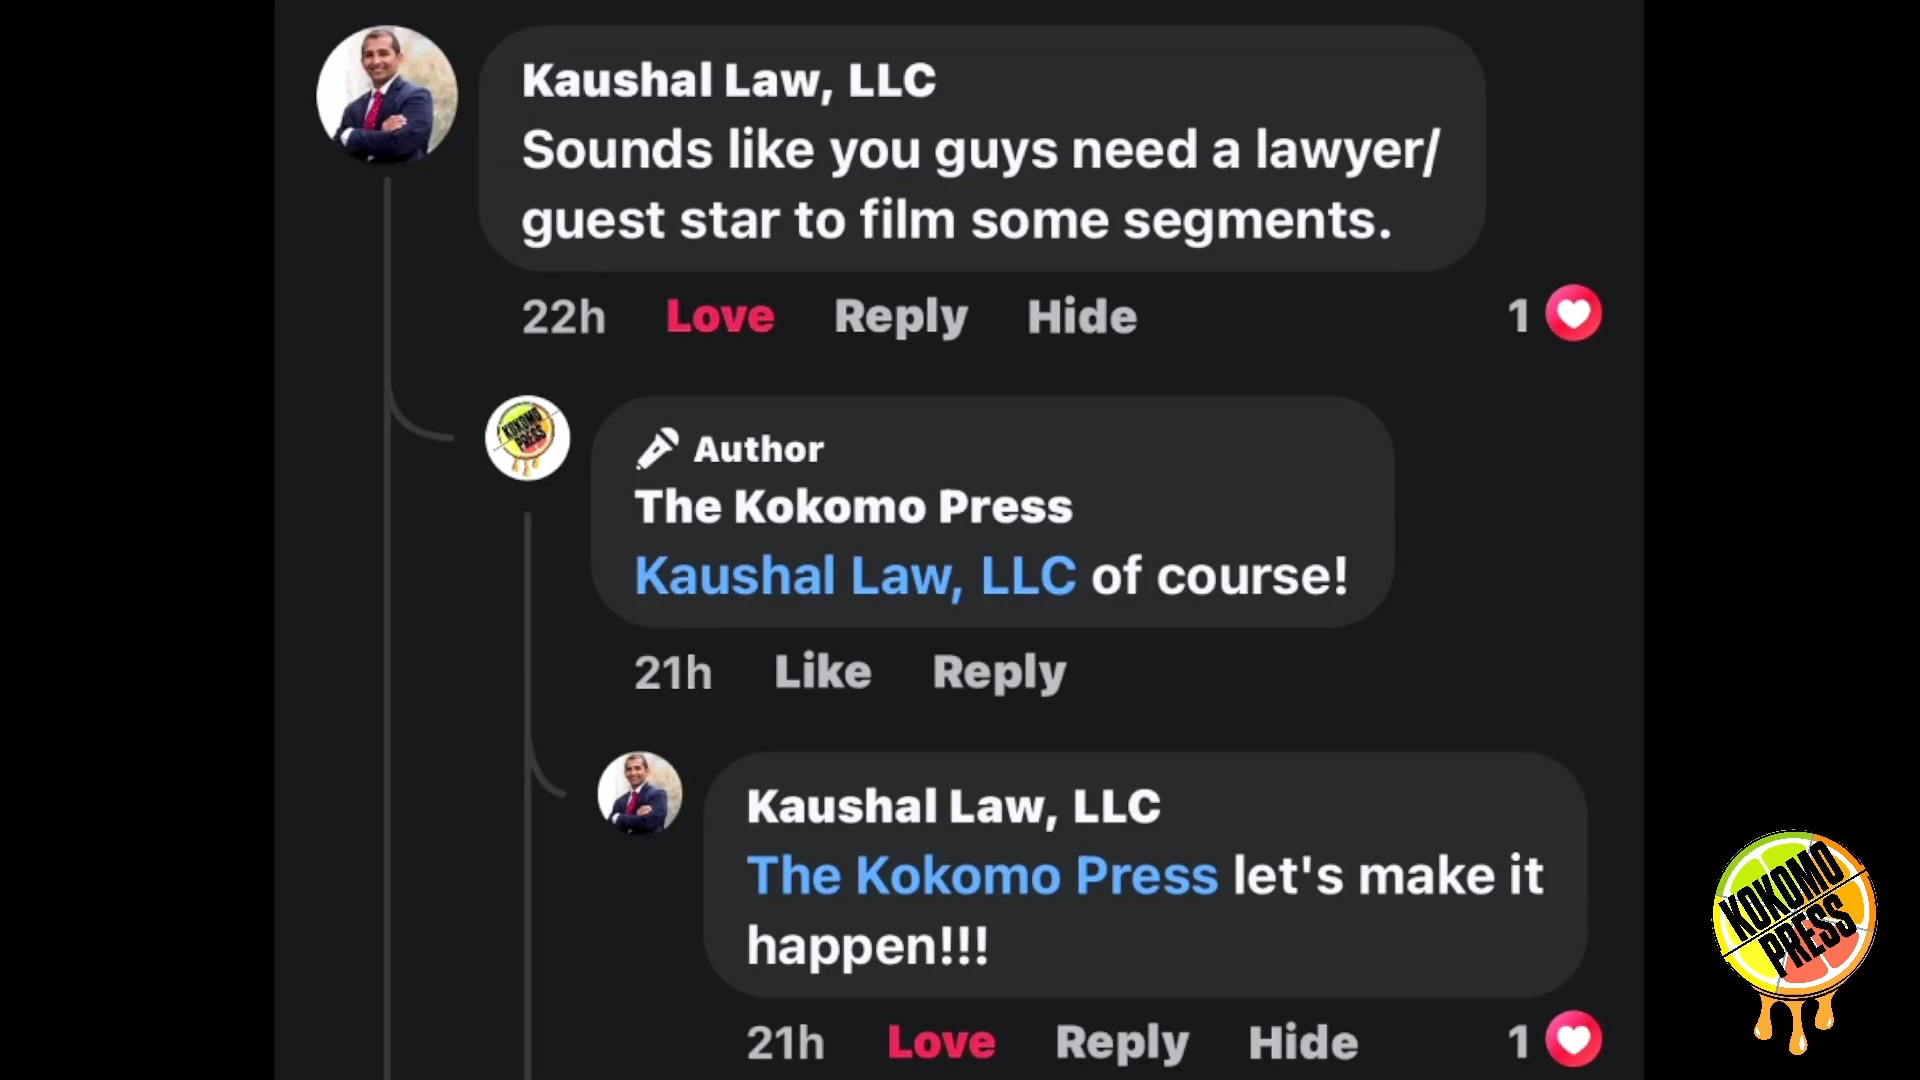 Kaushal Law, LLC
Sounds like you guys need a lawyer/
guest star to film some segments.
22h Love Reply Hide 1
KOKOMO
PRESS
Author
The Kokomo Press
Kaushal Law, LLC of course!
21h Like Reply
Kaushal Law, LLC
The Kokomo Press let's make it
happen!!!
21h Love Reply Hide 1
KOKOMO
PRESS